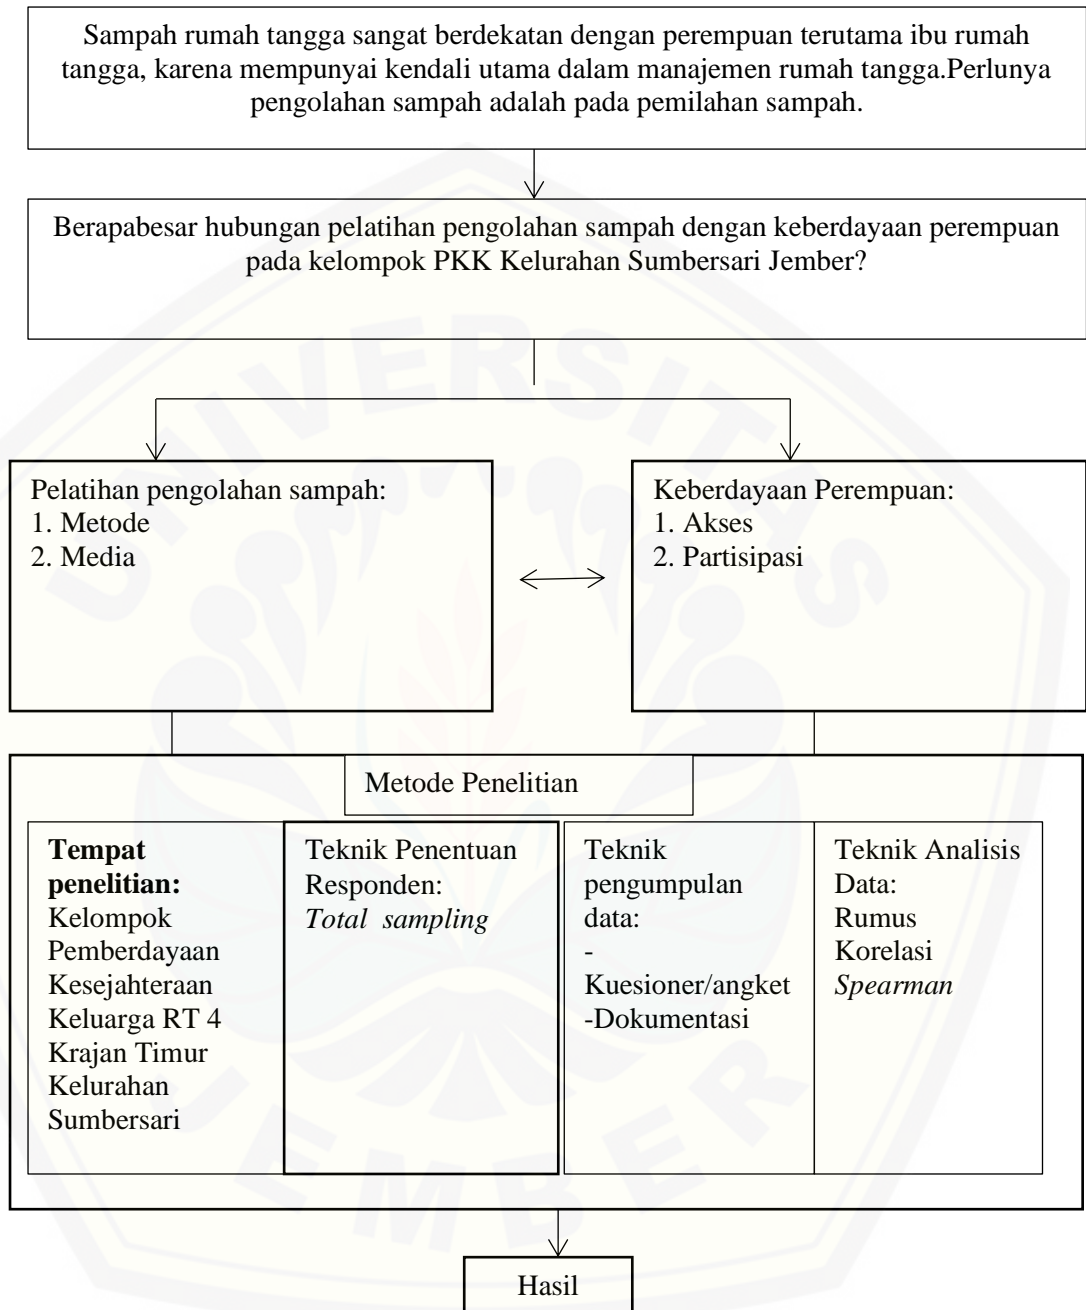 Sampah rumah tangga sangat berdekatan dengan perempuan terutama ibu rumah
tangga, karena mempunyai kendali utama dalam manajemen rumah tangga.Perlunya
pengolahan sampah adalah pada pemilahan sampah.
Berapabesar hubungan pelatihan pengolahan sampah dengan keberdayaan perempuan
pada kelompok PKK Kelurahan Sumbersari Jember?
Pelatihan pengolahan sampah:
1. Metode
2. Media
Keberdayaan Perempuan:
1. Akses
2. Partisipasi
Metode Penelitian
Tempat
penelitian:
Kelompok
Pemberdayaan
Kesejahteraan
Keluarga RT 4
Krajan Timur
Kelurahan
Sumbersari
Teknik Penentuan
Responden:
Total sampling
Teknik
pengumpulan
data:
-
Kuesioner/angket
-Dokumentasi
Teknik Analisis
Data:
Rumus
Korelasi
Spearman
Hasil
UNIVERSITAS
JEMBER